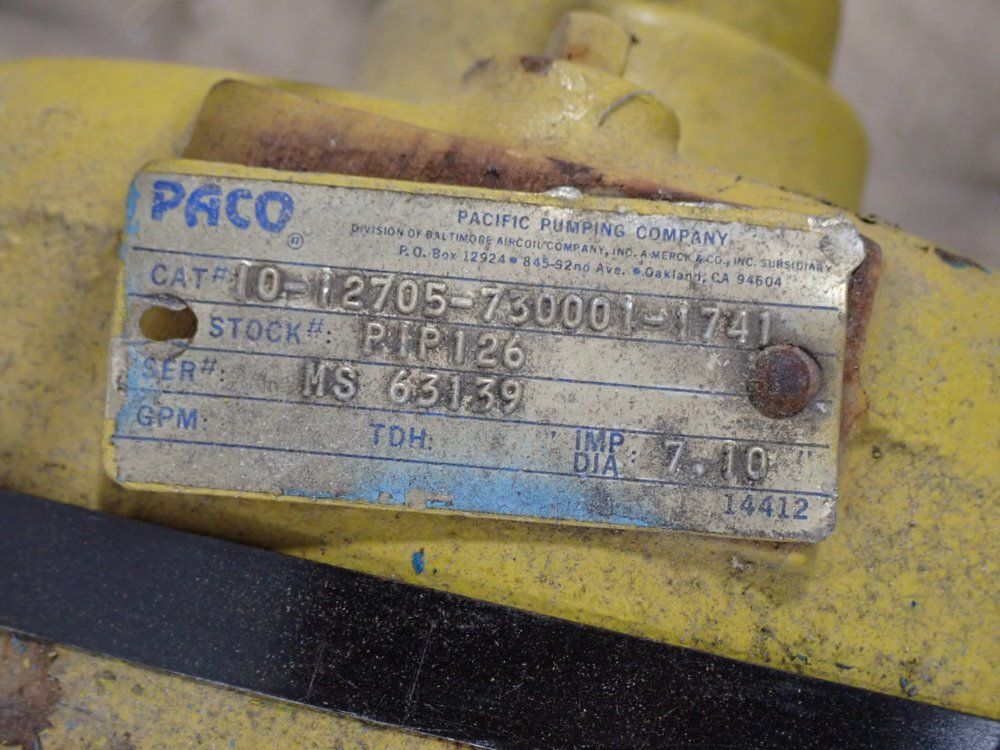 PACO®
PACIFIC PUMPING COMPANY
DIVISION OF BALTIMORE AIRCOIL COMPANY, INC. A MERCK & CO., INC. SUBSIDIARY
P.O. Box 12924 • 845-92nd Ave. • Oakland, CA 94604
CAT# 10-12705-730001-1741
STOCK#: P1P126
SER#: MS 63139
GPM: TDH: IMP DIA: 7.10 "
14412